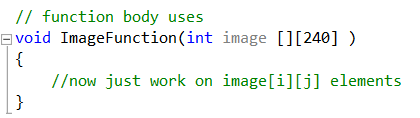 // function body uses
void ImageFunction(int image [][240] )
{
//now just work on image[i][j] elements
}